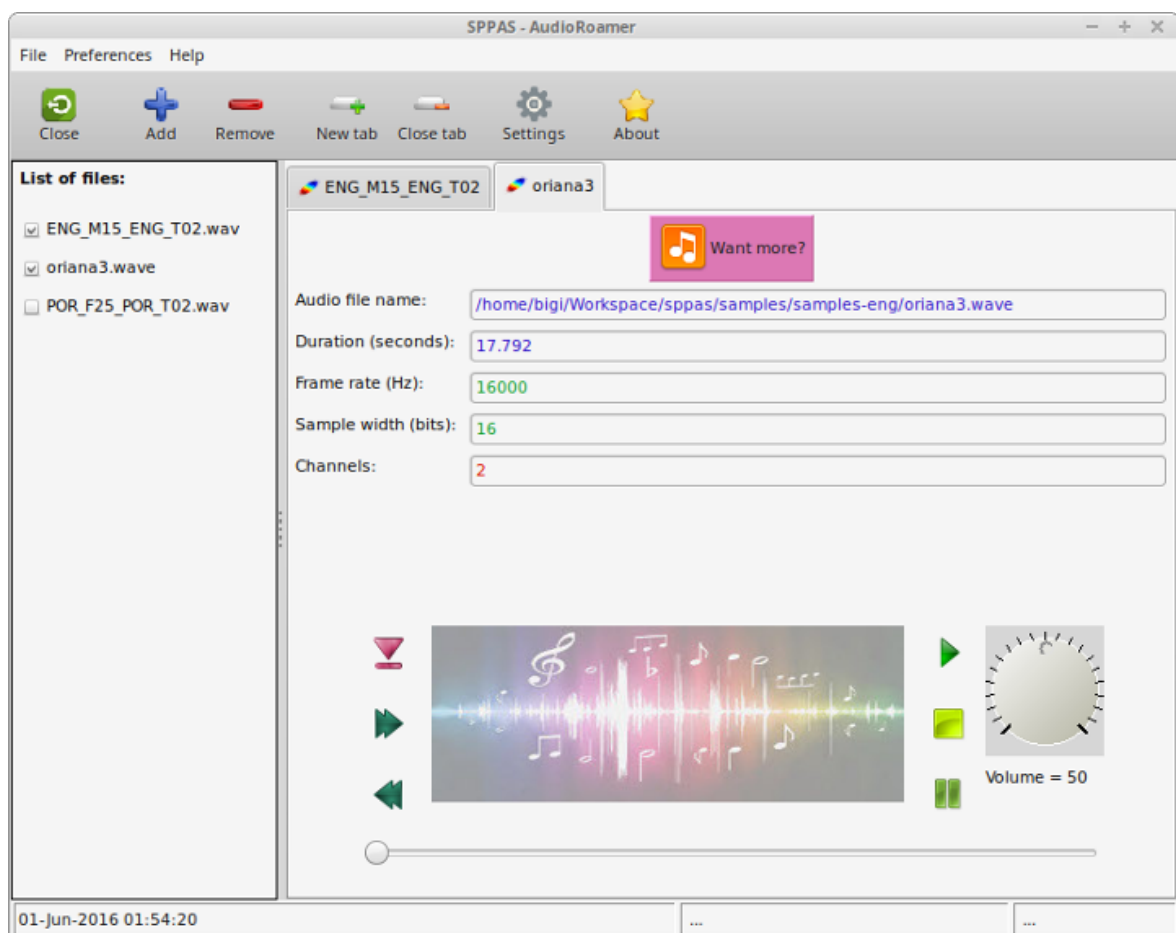 SPPAS - AudioRoamer
File Preferences Help
Close Add Remove New tab Close tab Settings About
List of files:
ENG_M15_ENG_T02.wav
oriana3.wave
POR_F25_POR_T02.wav
ENG_M15_ENG_T02 oriana3
Want more?
Audio file name: /home/bigi/Workspace/sppas/samples/samples-eng/oriana3.wave
Duration (seconds): 17.792
Frame rate (Hz): 16000
Sample width (bits): 16
Channels: 2
Volume = 50
01-Jun-2016 01:54:20 ... ...